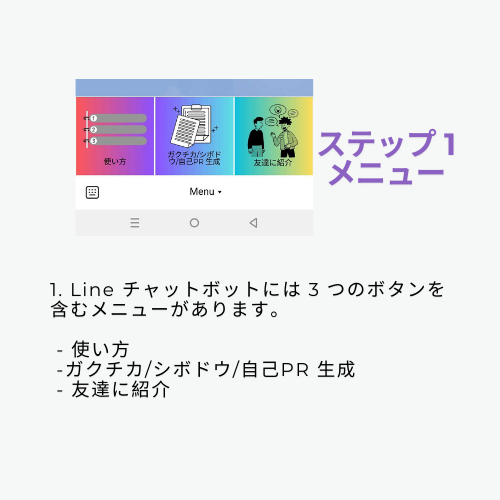 1
2
3
使い方
ガクチカ/シボド
ウ/自己PR 生成
友達に紹介
Menu
ステップ 1
メニュー
1. Line チャットボットには 3 つのボタンを
含むメニューがあります。
- 使い方
-ガクチカ/シボドウ/自己PR 生成
- 友達に紹介